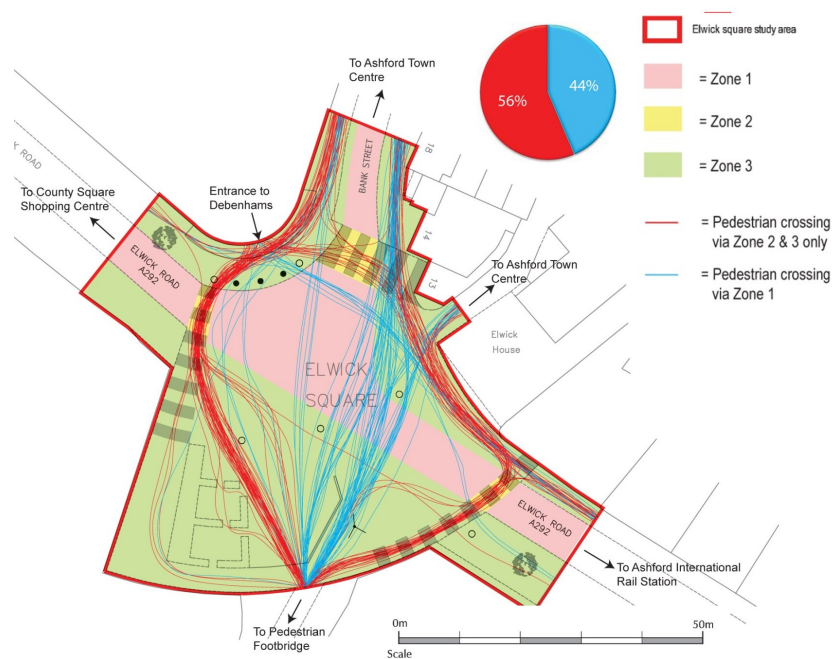 Elwick square study area
To Ashford Town
Centre
56%
44%
= Zone 1
= Zone 2
= Zone 3
18
BANK STREET
14
13
K ROAD
To County Square
Shopping Centre
Entrance to
Debenhams
ELWICK ROAD
A292
To Ashford Town
Centre
Elwick
House
= Pedestrian crossing
via Zone 2 & 3 only
= Pedestrian crossing
via Zone 1
ELWICK
SQUARE
ELWICK ROAD
A292
To Ashford International
Rail Station
To Pedestrian
Footbridge
0m
50m
Scale